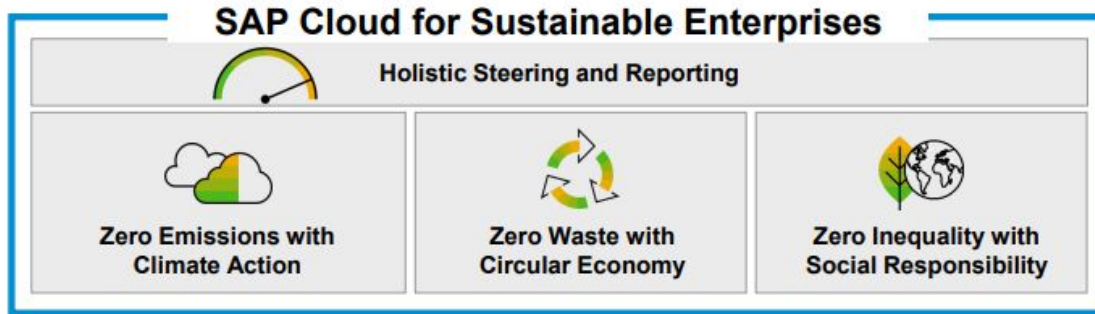 SAP Cloud for Sustainable Enterprises
Holistic Steering and Reporting
Zero Emissions with
Climate Action
Zero Waste with
Circular Economy
Zero Inequality with
Social Responsibility